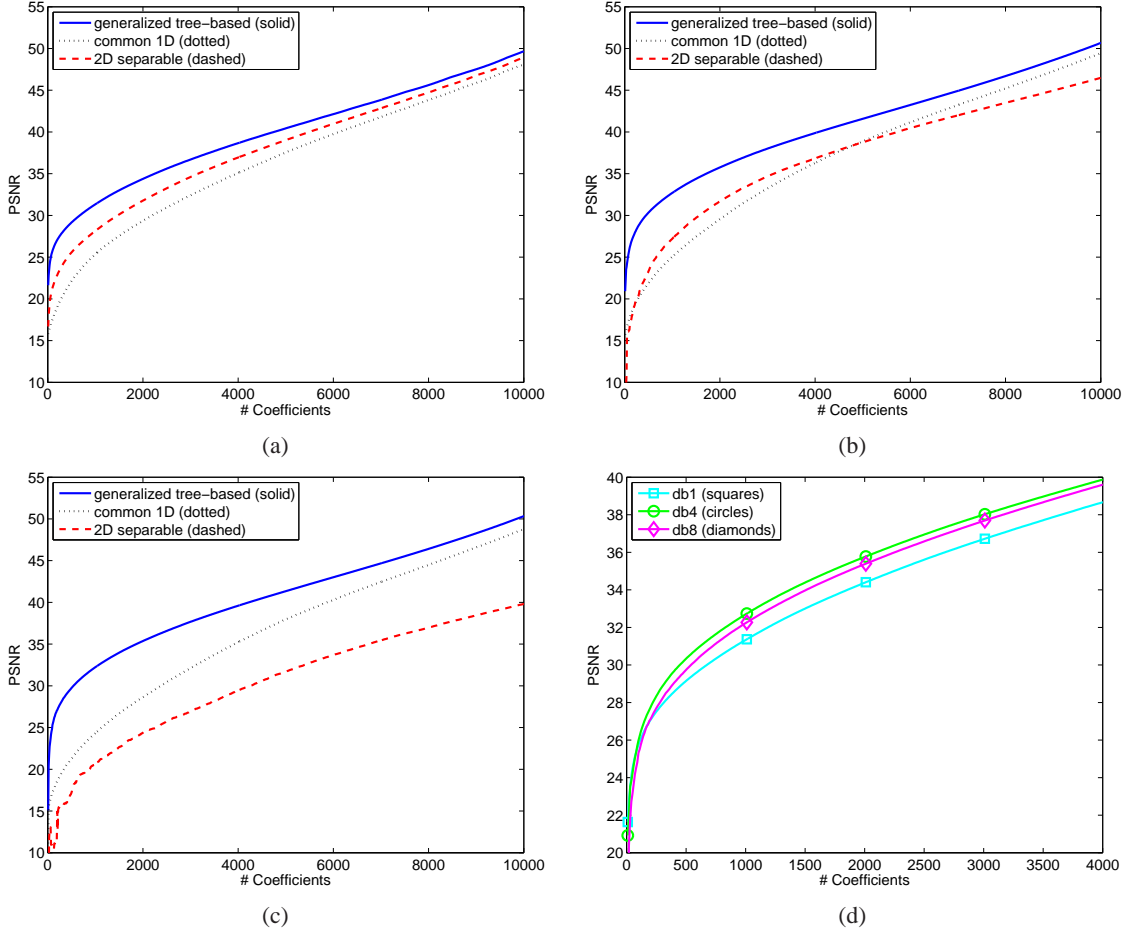 generalized tree−based (solid)
common 1D (dotted)
2D separable (dashed)
PSNR
55
50
45
40
35
30
25
20
15
10
0 2000 4000 6000 8000 10000
# Coefficients
(a)
generalized tree−based (solid)
common 1D (dotted)
2D separable (dashed)
PSNR
55
50
45
40
35
30
25
20
15
10
0 2000 4000 6000 8000 10000
# Coefficients
(b)
generalized tree−based (solid)
common 1D (dotted)
2D separable (dashed)
PSNR
55
50
45
40
35
30
25
20
15
10
0 2000 4000 6000 8000 10000
# Coefficients
(c)
db1 (squares)
db4 (circles)
db8 (diamonds)
PSNR
40
38
36
34
32
30
28
26
24
22
20
0 500 1000 1500 2000 2500 3000 3500 4000
# Coefficients
(d)